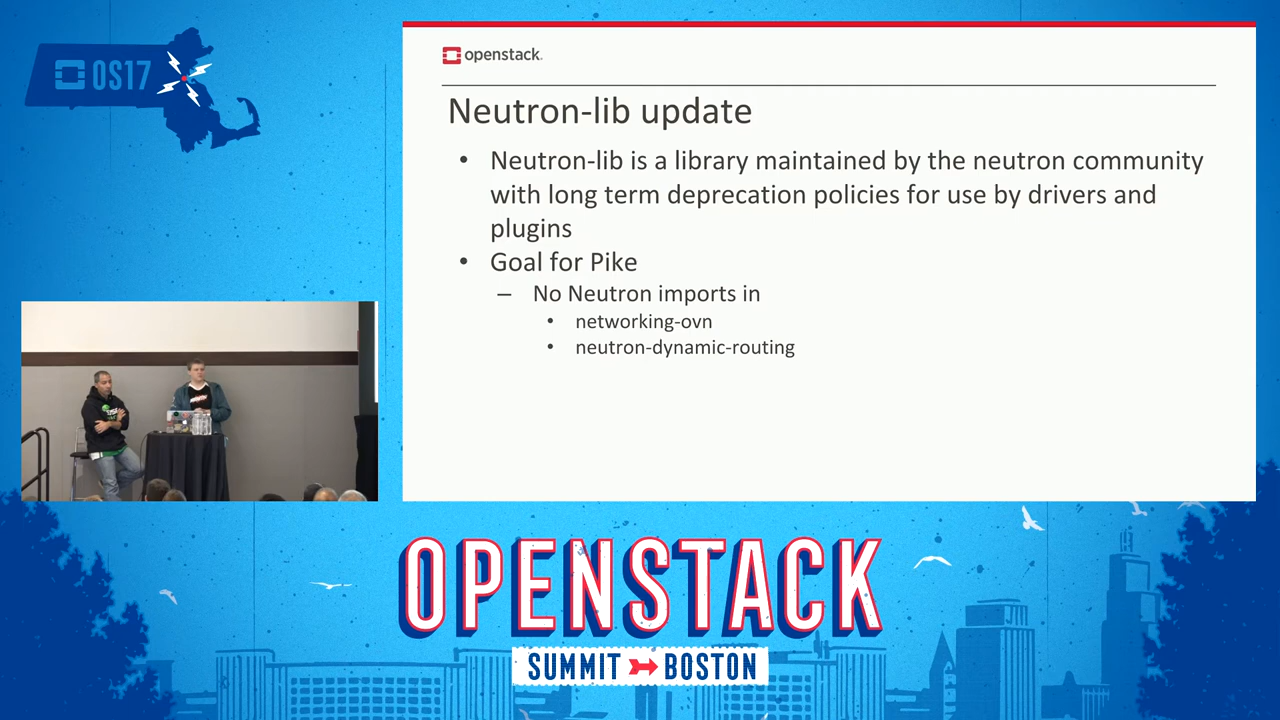 OS17
openstack.
Neutron-lib update
• Neutron-lib is a library maintained by the neutron community
with long term deprecation policies for use by drivers and
plugins
• Goal for Pike
– No Neutron imports in
• networking-ovn
• neutron-dynamic-routing
OPENSTACK
SUMMIT BOSTON